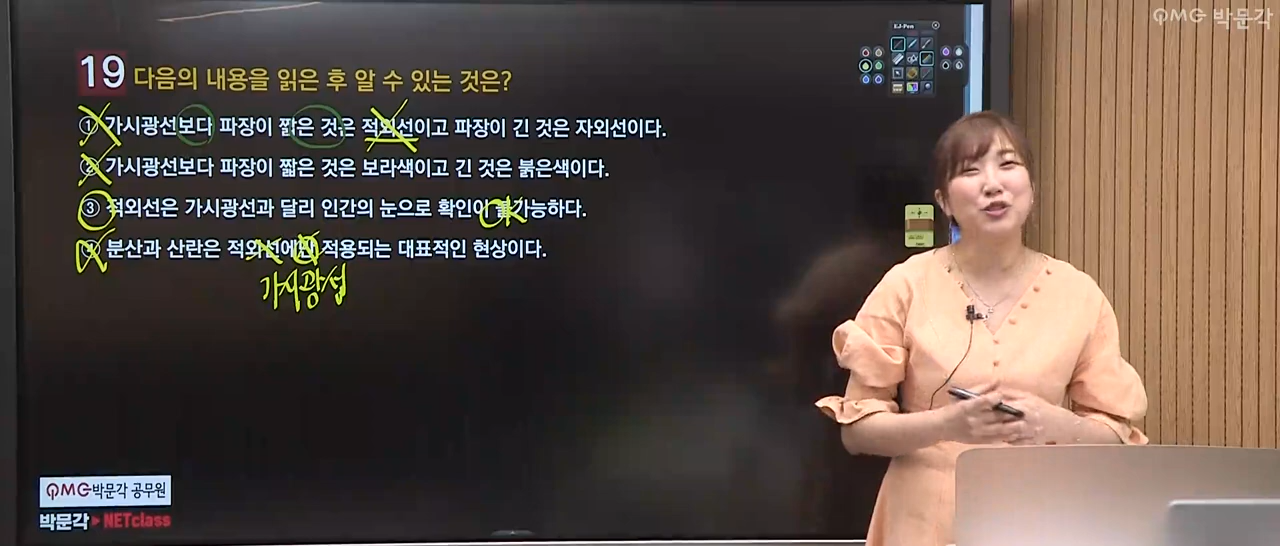 QMG 박문각
EJ-Pen
19 다음의 내용을 읽은 후 알 수 있는 것은?
① 가시광선보다 파장이 짧은 것은 적외선이고 파장이 긴 것은 자외선이다.
② 가시광선보다 파장이 짧은 것은 보라색이고 긴 것은 붉은색이다.
③ 적외선은 가시광선과 달리 인간의 눈으로 확인이 불가능하다.
OK
④ 분산과 산란은 적외선에만 적용되는 대표적인 현상이다.
가시광선
QMG박문각 공무원
박문각 ▶ NETclass